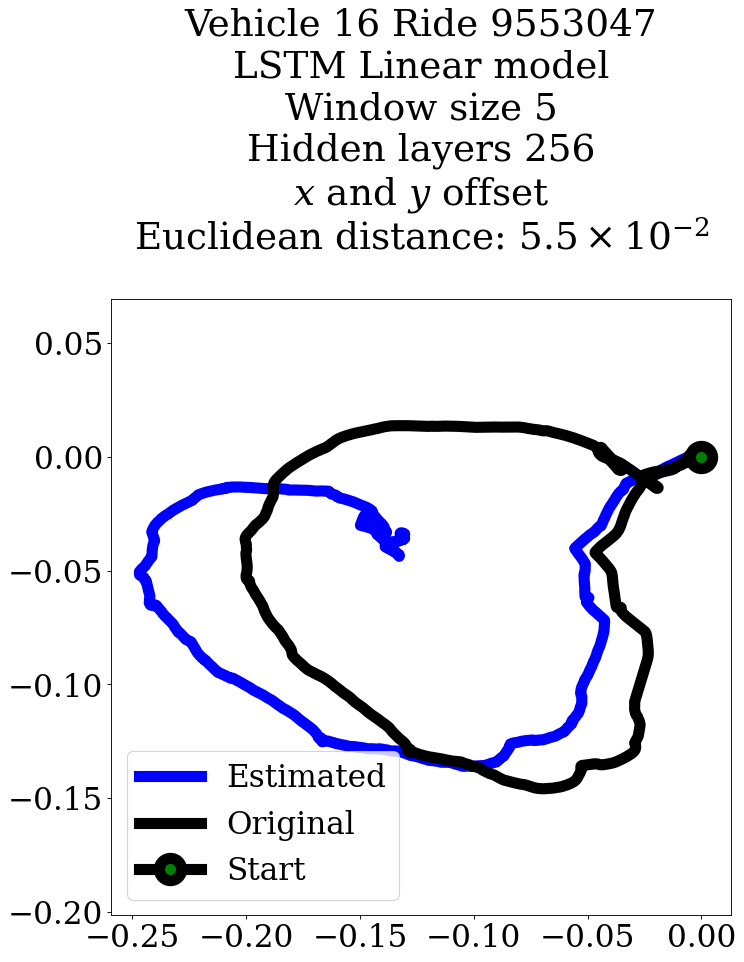 Vehicle 16 Ride 9553047
LSTM Linear model
Window size 5
Hidden layers 256
x and y offset
Euclidean distance: 5.5 × 10⁻²
0.05
0.00
−0.05
−0.10
−0.15
−0.20
Estimated
Original
Start
−0.25 −0.20 −0.15 −0.10 −0.05 0.00